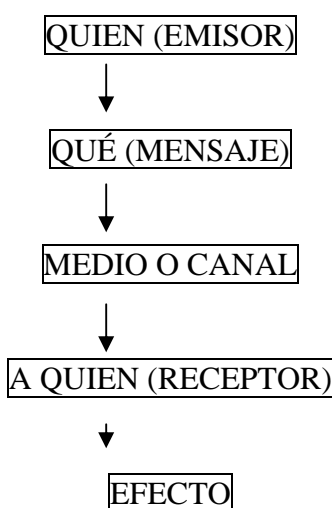 QUIEN (EMISOR)
QUÉ (MENSAJE)
MEDIO O CANAL
A QUIEN (RECEPTOR)
EFECTO